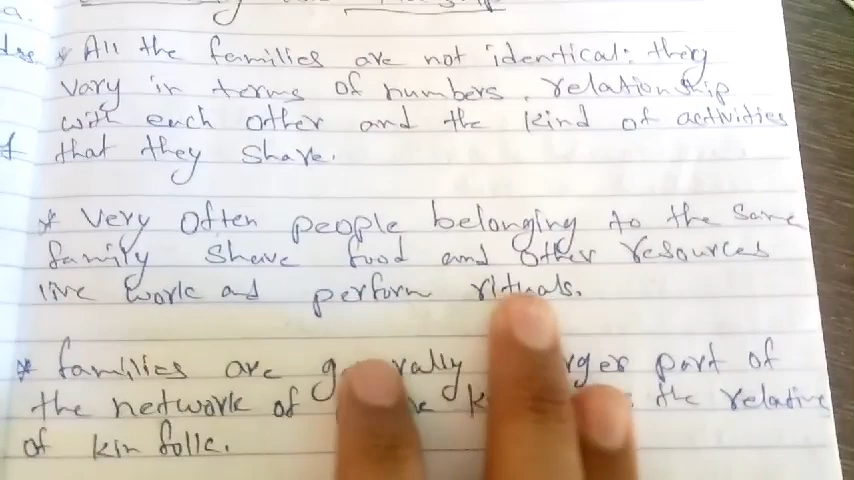 a.
* All the families are not identical: they
vary in terms of numbers, relationship
with each other and the kind of activities
that they share.
* Very often people belonging to the same
family share food and other resources
live work and perform rituals.
* families are part of
the network of the relative
of kin folk.